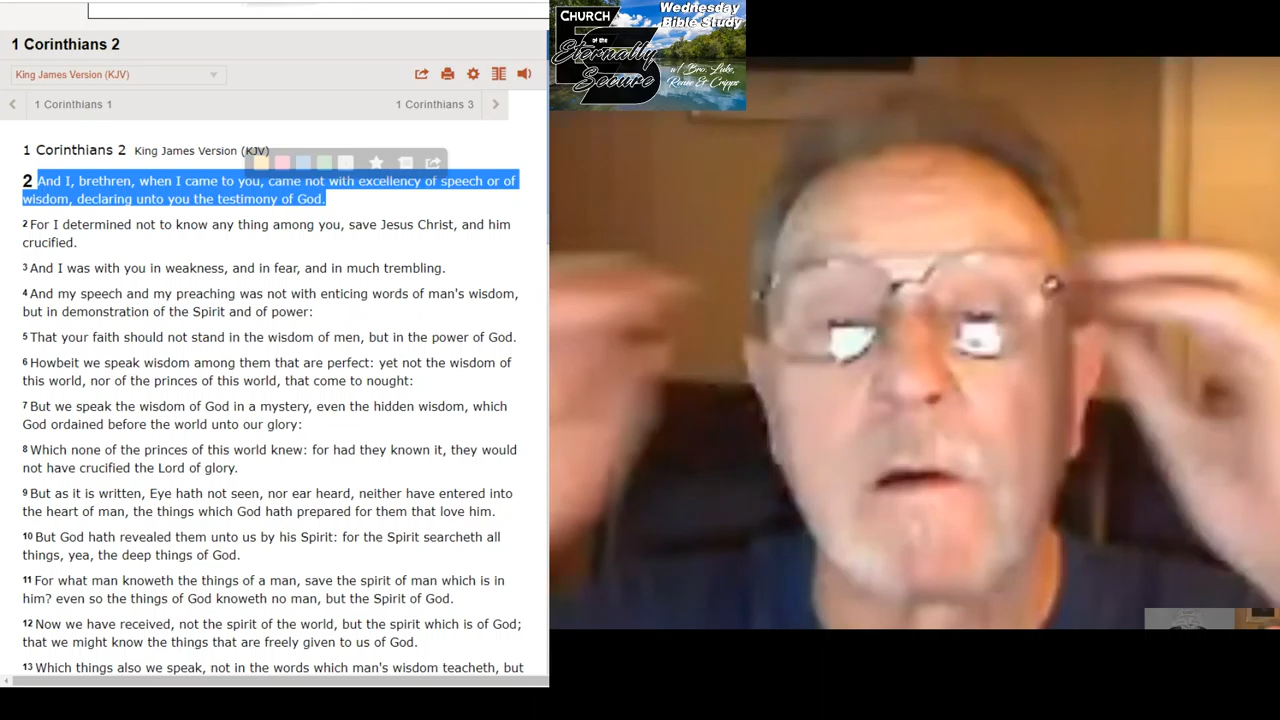 1 Corinthians 2
King James Version (KJV)
1 Corinthians 1
1 Corinthians 3
1 Corinthians 2 King James Version (KJV)
2 And I, brethren, when I came to you, came not with excellency of speech or of
wisdom, declaring unto you the testimony of God.
2 For I determined not to know any thing among you, save Jesus Christ, and him
crucified.
3 And I was with you in weakness, and in fear, and in much trembling.
4 And my speech and my preaching was not with enticing words of man's wisdom,
but in demonstration of the Spirit and of power:
5 That your faith should not stand in the wisdom of men, but in the power of God.
6 Howbeit we speak wisdom among them that are perfect: yet not the wisdom of
this world, nor of the princes of this world, that come to nought:
7 But we speak the wisdom of God in a mystery, even the hidden wisdom, which
God ordained before the world unto our glory:
8 Which none of the princes of this world knew: for had they known it, they would
not have crucified the Lord of glory.
9 But as it is written, Eye hath not seen, nor ear heard, neither have entered into
the heart of man, the things which God hath prepared for them that love him.
10 But God hath revealed them unto us by his Spirit: for the Spirit searcheth all
things, yea, the deep things of God.
11 For what man knoweth the things of a man, save the spirit of man which is in
him? even so the things of God knoweth no man, but the Spirit of God.
12 Now we have received, not the spirit of the world, but the spirit which is of God;
that we might know the things that are freely given to us of God.
13 Which things also we speak, not in the words which man's wisdom teacheth, but
CHURCH
of the
Eternally
Secure
Wednesday
Bible Study
w/ Bro. Luke,
Renee & Cripps